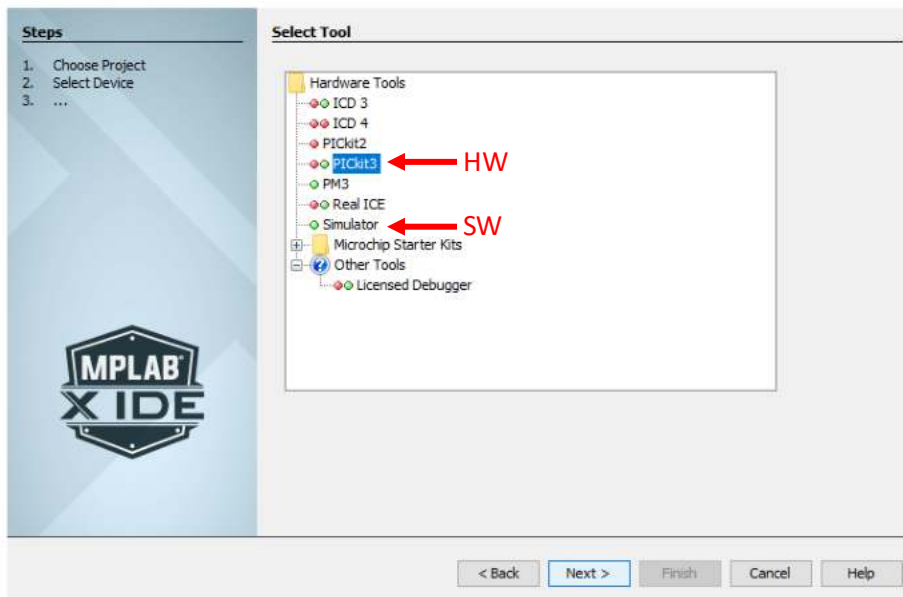 Steps
1. Choose Project
2. Select Device
3. ...
Select Tool
Hardware Tools
ICD 3
ICD 4
PICkit2
PICkit3
HW
PM3
Real ICE
Simulator
SW
Microchip Starter Kits
Other Tools
Licensed Debugger
MPLAB®
X IDE
< Back
Next >
Finish
Cancel
Help